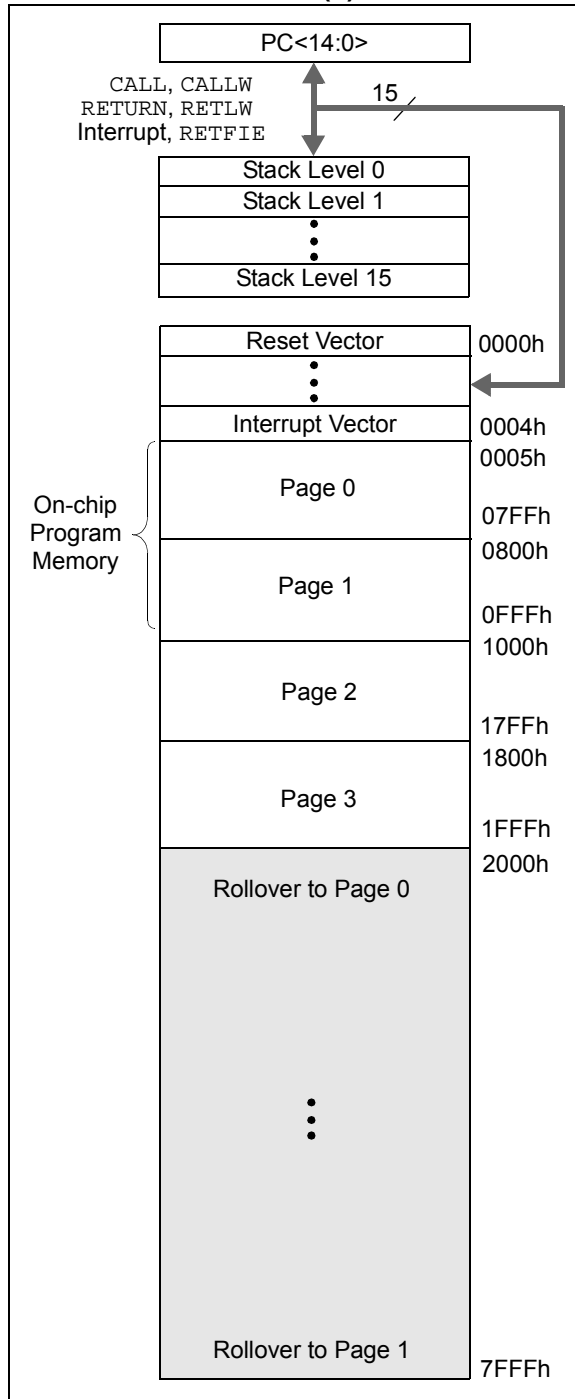 (3)
PC<14:0>
CALL, CALLW
RETURN, RETLW
Interrupt, RETFIE
15
Stack Level 0
Stack Level 1
Stack Level 15
Reset Vector
0000h
Interrupt Vector
0004h
On-chip
Program
Memory
0005h
Page 0
07FFh
0800h
Page 1
0FFFh
1000h
Page 2
17FFh
1800h
Page 3
1FFFh
2000h
Rollover to Page 0
Rollover to Page 1
7FFFh